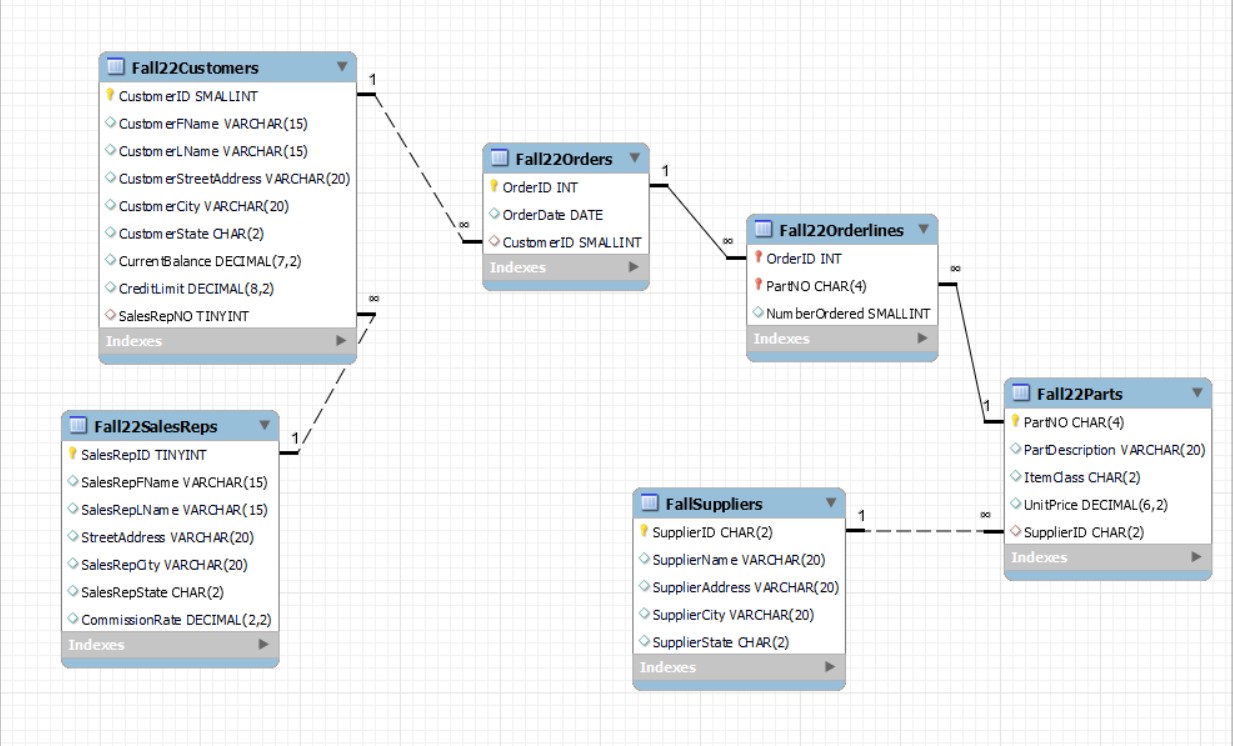 Fall22Customers
CustomerID SMALLINT
CustomerFName VARCHAR(15)
CustomerLName VARCHAR(15)
CustomerStreetAddress VARCHAR(20)
CustomerCity VARCHAR(20)
CustomerState CHAR(2)
CurrentBalance DECIMAL(7,2)
CreditLimit DECIMAL(8,2)
SalesRepNO TINYINT
Indexes
1
∞
∞
1
Fall22SalesReps
SalesRepID TINYINT
SalesRepFName VARCHAR(15)
SalesRepLName VARCHAR(15)
StreetAddress VARCHAR(20)
SalesRepCity VARCHAR(20)
SalesRepState CHAR(2)
CommissionRate DECIMAL(2,2)
Indexes
Fall22Orders
OrderID INT
OrderDate DATE
CustomerID SMALLINT
Indexes
1
∞
Fall22Orderlines
OrderID INT
PartNO CHAR(4)
NumberOrdered SMALLINT
Indexes
∞
1
Fall22Parts
PartNO CHAR(4)
PartDescription VARCHAR(20)
ItemClass CHAR(2)
UnitPrice DECIMAL(6,2)
SupplierID CHAR(2)
Indexes
FallSuppliers
SupplierID CHAR(2)
SupplierName VARCHAR(20)
SupplierAddress VARCHAR(20)
SupplierCity VARCHAR(20)
SupplierState CHAR(2)
Indexes
1
∞